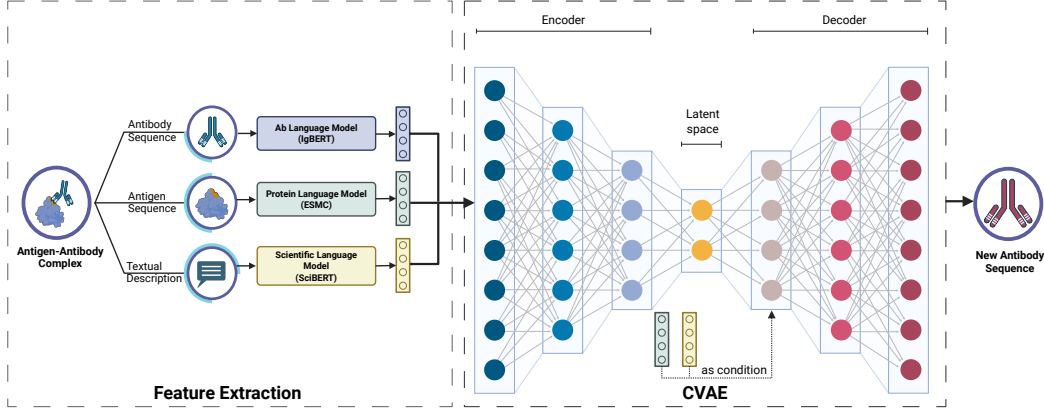 Encoder
Decoder
Antibody
Sequence
Ab Language Model
(IgBERT)
Latent
space
Antigen
Sequence
Protein Language Model
(ESMC)
Antigen-Antibody
Complex
Textual
Description
Scientific Language
Model
(SciBERT)
New Antibody
Sequence
as condition
Feature Extraction
CVAE